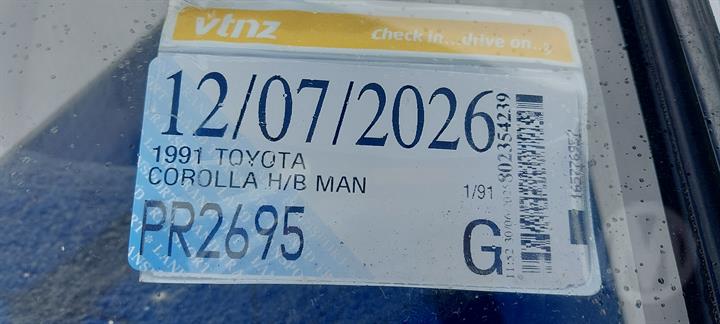 vtnz
Check in...drive on...
12/07/2026
1991 TOYOTA
COROLLA H/B MAN
1/91
PR2695
G
802354239